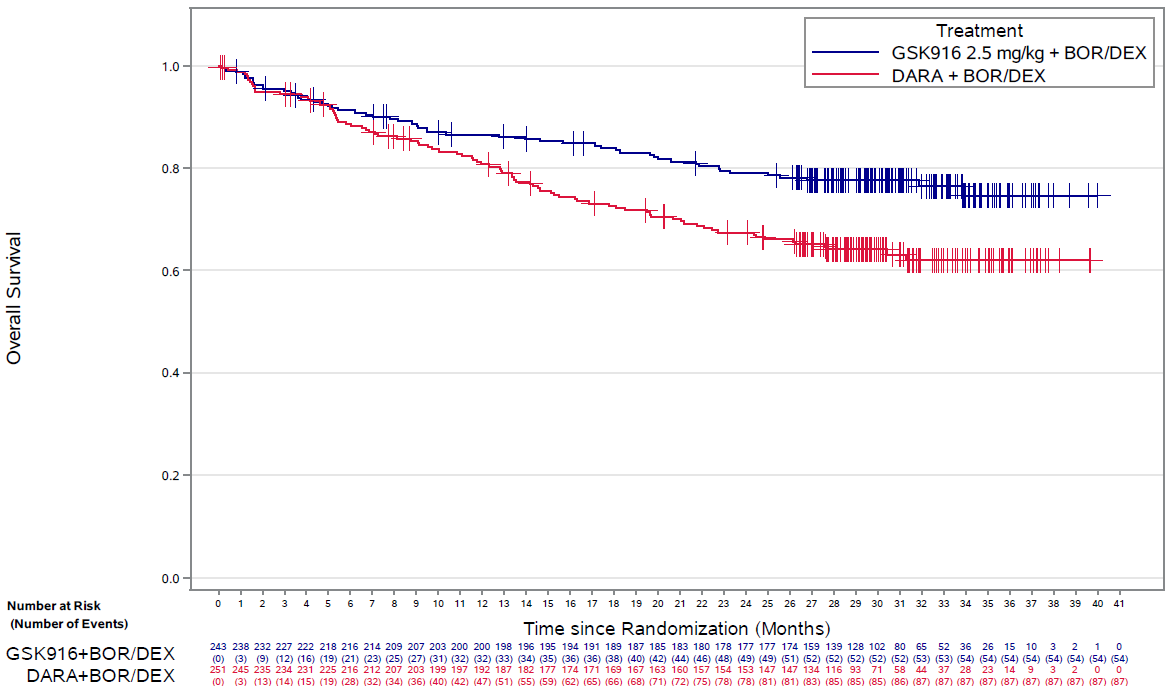 Treatment
GSK916 2.5 mg/kg + BOR/DEX
DARA + BOR/DEX
Overall Survival
1.0
0.8
0.6
0.4
0.2
0.0
0 1 2 3 4 5 6 7 8 9 10 11 12 13 14 15 16 17 18 19 20 21 22 23 24 25 26 27 28 29 30 31 32 33 34 35 36 37 38 39 40 41
Number at Risk
(Number of Events)
Time since Randomization (Months)
GSK916+BOR/DEX
243 238 232 227 222 218 216 214 209 207 203 200 200 198 196 195 194 191 189 187 185 183 180 178 177 177 174 159 139 128 102 80 65 52 36 26 15 10 3 2 1 0
(0) (3) (9) (12) (16) (19) (21) (23) (25) (27) (31) (32) (32) (33) (34) (35) (36) (36) (38) (40) (42) (44) (46) (48) (49) (49) (51) (52) (52) (52) (52) (52) (53) (53) (54) (54) (54) (54) (54) (54) (54) (54)
DARA+BOR/DEX
251 245 235 234 231 225 216 212 207 203 199 197 192 187 182 177 174 171 169 167 163 160 157 154 153 147 147 134 116 93 71 58 44 37 28 23 14 9 3 2 0 0
(0) (3) (13) (14) (15) (19) (28) (32) (34) (36) (40) (42) (47) (51) (55) (59) (62) (65) (66) (68) (71) (72) (75) (78) (78) (81) (81) (83) (85) (85) (85) (86) (87) (87) (87) (87) (87) (87) (87) (87) (87) (87)